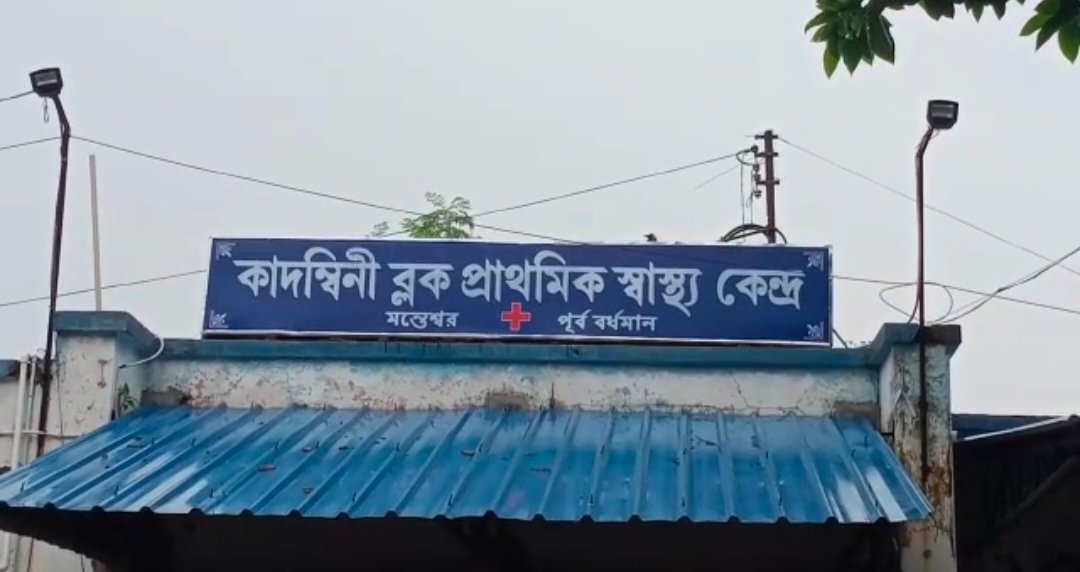 কাদম্বিনী ব্লক প্রাথমিক স্বাস্থ্য কেন্দ্র
মন্তেশ্বর পূর্ব বর্ধমান